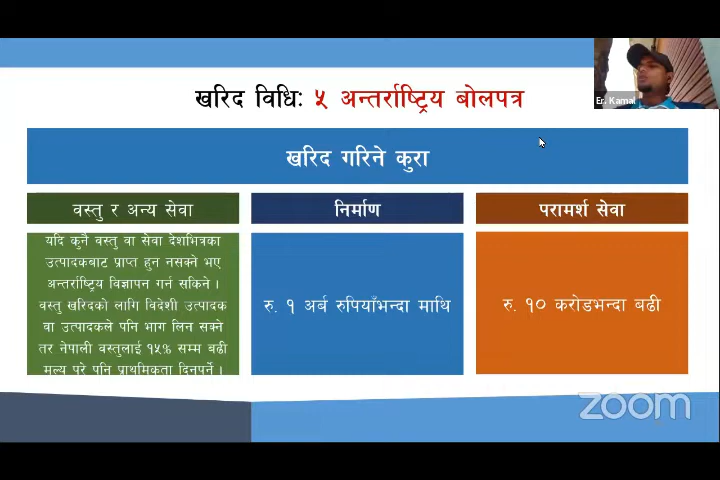 Er. Kamal
खरिद विधिः ५ अन्तर्राष्ट्रिय बोलपत्र
खरिद गरिने कुरा
वस्तु र अन्य सेवा
यदि कुनै वस्तु वा सेवा देशभित्रका
उत्पादकबाट प्राप्त हुन नसक्ने भए
अन्तर्राष्ट्रिय विज्ञापन गर्न सकिने ।
वस्तु खरिदको लागि विदेशी उत्पादक
वा उत्पादकले पनि भाग लिन सक्ने
तर नेपाली वस्तुलाई १५% सम्म बढी
मूल्य परे पनि प्राथमिकता दिनुपर्ने ।
निर्माण
रु. १ अर्ब रुपियाँभन्दा माथि
परामर्श सेवा
रु. १० करोडभन्दा बढी
zoom